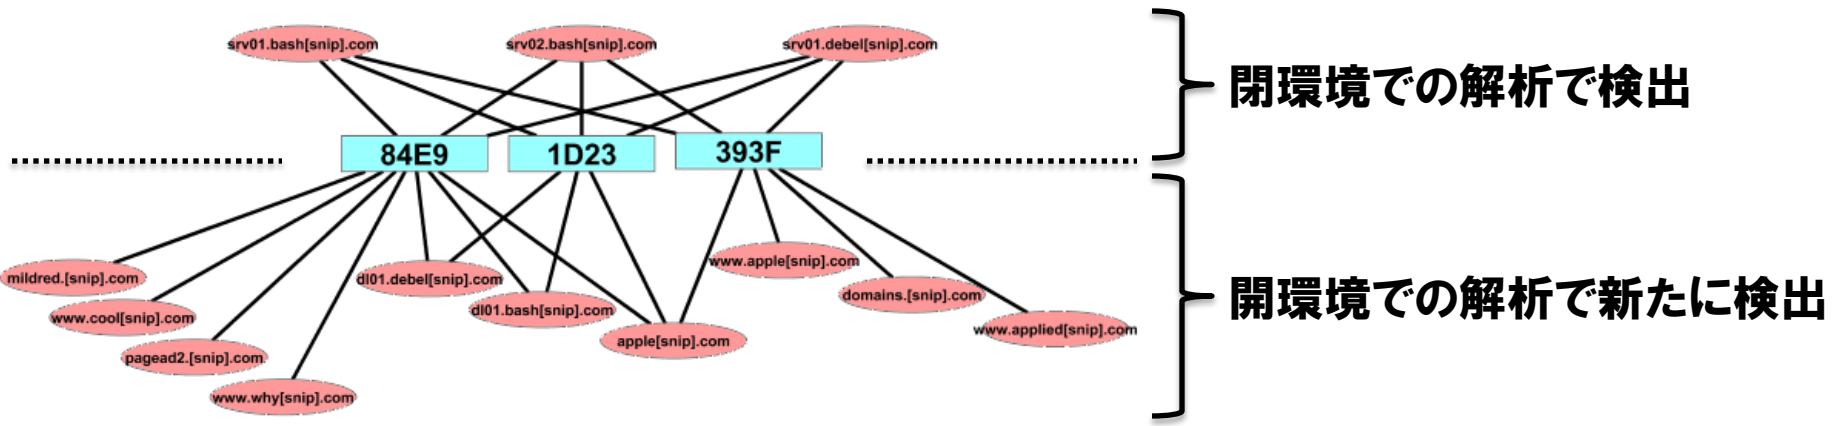 srv01.bash[snip].com
srv02.bash[snip].com
srv01.debel[snip].com
閉環境での解析で検出
84E9
1D23
393F
mildred.[snip].com
www.cool[snip].com
pagead2.[snip].com
www.why[snip].com
dl01.debel[snip].com
dl01.bash[snip].com
apple[snip].com
www.apple[snip].com
domains.[snip].com
www.applied[snip].com
開環境での解析で新たに検出